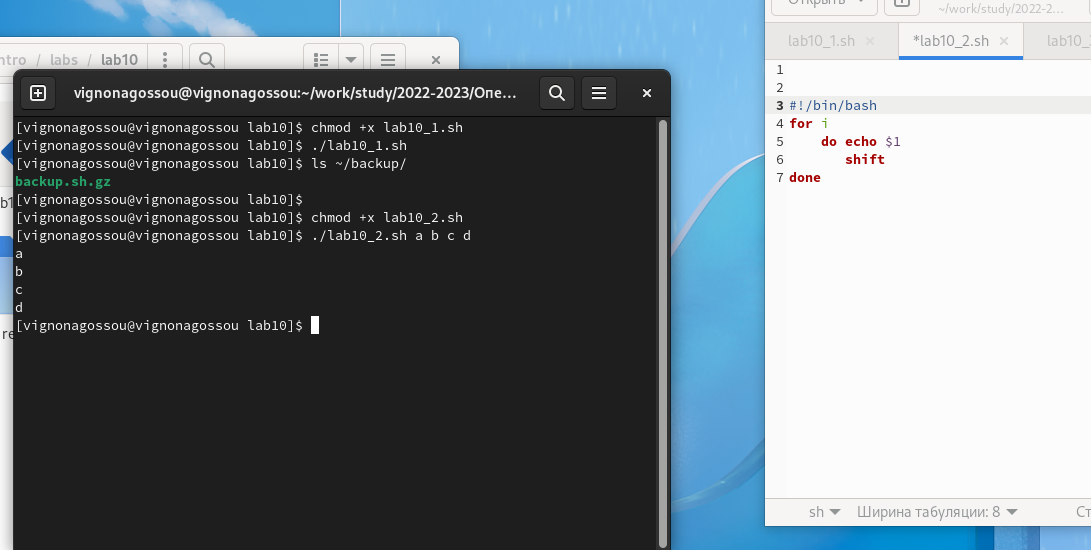 ntro / labs / lab10
vignonagossou@vignonagossou:~/work/study/2022-2023/Опе…
[vignonagossou@vignonagossou lab10]$ chmod +x lab10_1.sh
[vignonagossou@vignonagossou lab10]$ ./lab10_1.sh
[vignonagossou@vignonagossou lab10]$ ls ~/backup/
backup.sh.gz
[vignonagossou@vignonagossou lab10]$
[vignonagossou@vignonagossou lab10]$ chmod +x lab10_2.sh
[vignonagossou@vignonagossou lab10]$ ./lab10_2.sh a b c d
a
b
c
d
[vignonagossou@vignonagossou lab10]$
re
Открыть
~/work/study/2022-2…
lab10_1.sh
*lab10_2.sh
lab10_
1
2
3 #!/bin/bash
4 for i
5 do echo $1
6 shift
7 done
sh
Ширина табуляции: 8
Ст